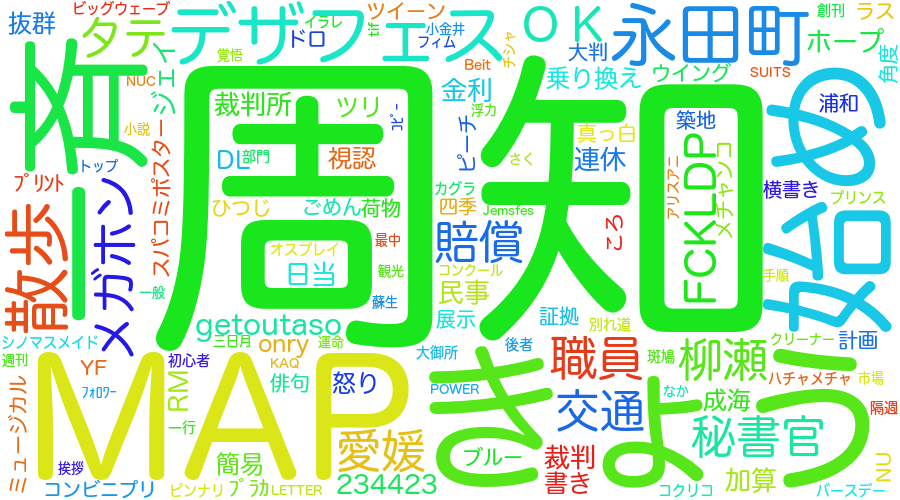 ビッグウェーブ
ツイーン
イラレ
ドロ
tif
小金井
フィム
抜群
タテ
デザフェス
覚悟
Beit
チシャ
OK
大判
永田町
創刊
ラス
ホープ
角度
NUC
小説
トップ
スパコミポスター
ジェイ
裁判所
ツリ
コピー
DL
部門
視認
金利
浮力
ピーチ
さく
乗り換え
ウイング
SUITS
真っ白
築地
連休
浦和
始め
音
周知
プリント
散歩
一
メガホン
一般
ひつじ
ごめん
荷物
オスプレイ
最中
日当
観光
蘇生
カグラ
四季
Jemsfes
賠償
コンクール
民事
ころ
アリスアニ
FCKLDP
メチャンコ
横書き
プリンス
手順
シノマスメイド
週刊
YF
フォロワー
初心者
getoutaso
三日月
onry
運命
KAQ
展示
証拠
別れ道
大御所
後者
職員
斑鳩
柳瀬
クリーナー
計画
ハチャメチャ
市場
MAP
RM
俳句
怒り
POWER
きょう
なか
成海
隔週
ミュージカル
挨拶
一行
簡易
愛媛
交通
秘書官
コンビニプリ
ピンナリ
プラカ
LETTER
234423
ブルー
裁判
書き
加算
コクリコ
バースデー
NU